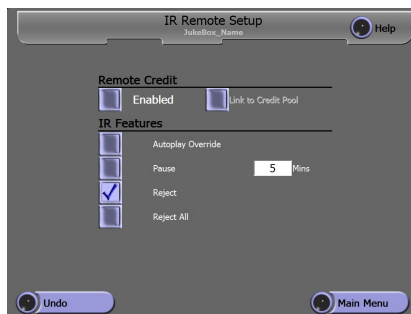 IR Remote Setup
JukeBox_Name
Help
Remote Credit
Enabled
Link to Credit Pool
IR Features
Autoplay Override
Pause 5 Mins
Reject
Reject All
Undo
Main Menu